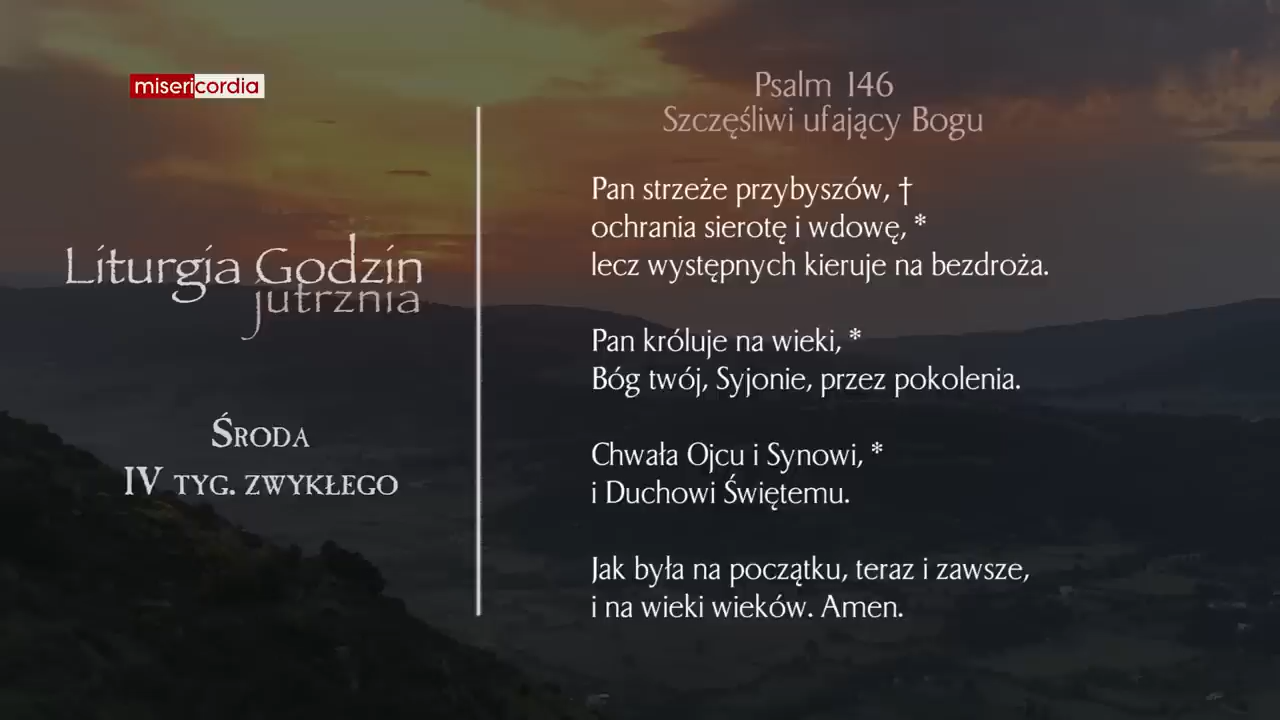 misericordia
Liturgia Godzin
jutrznia
Środa
IV tyg. zwykłego
Psalm 146
Szczęśliwi ufający Bogu
Pan strzeże przybyszów, †
ochrania sierotę i wdowę, *
lecz występnych kieruje na bezdroża.
Pan króluje na wieki, *
Bóg twój, Syjonie, przez pokolenia.
Chwała Ojcu i Synowi, *
i Duchowi Świętemu.
Jak była na początku, teraz i zawsze,
i na wieki wieków. Amen.